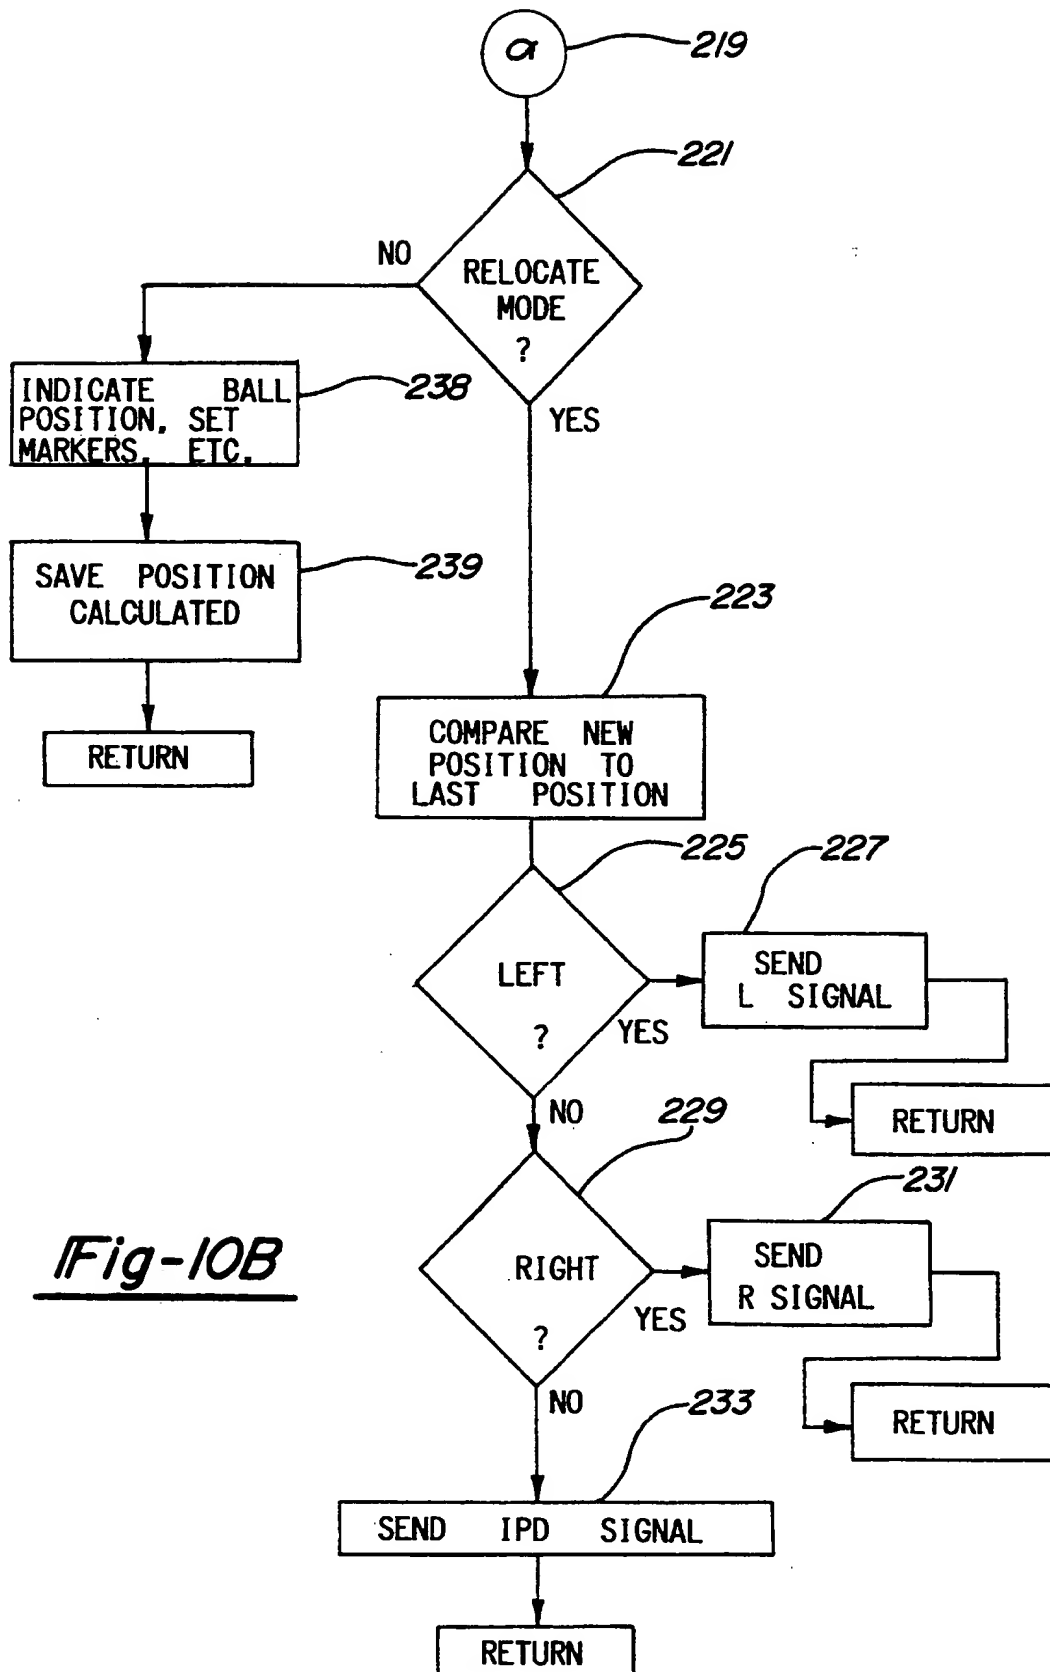 a
219
221
NO
RELOCATE
MODE
?
YES
INDICATE BALL
POSITION, SET
MARKERS, ETC.
238
SAVE POSITION
CALCULATED
239
RETURN
223
COMPARE NEW
POSITION TO
LAST POSITION
225
227
LEFT
?
YES
SEND
L SIGNAL
RETURN
NO
229
231
RIGHT
?
YES
SEND
R SIGNAL
RETURN
Fig-10B
NO
233
SEND IPD SIGNAL
RETURN